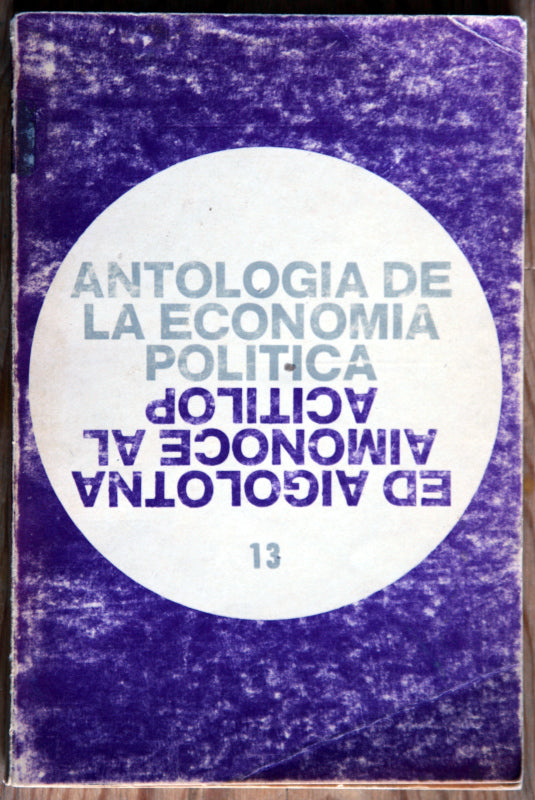 ANTOLOGIA DE
LA ECONOMIA
POLITICA
ACITILOP
AIMONOCE AL
ED AIGOLOTNA
13